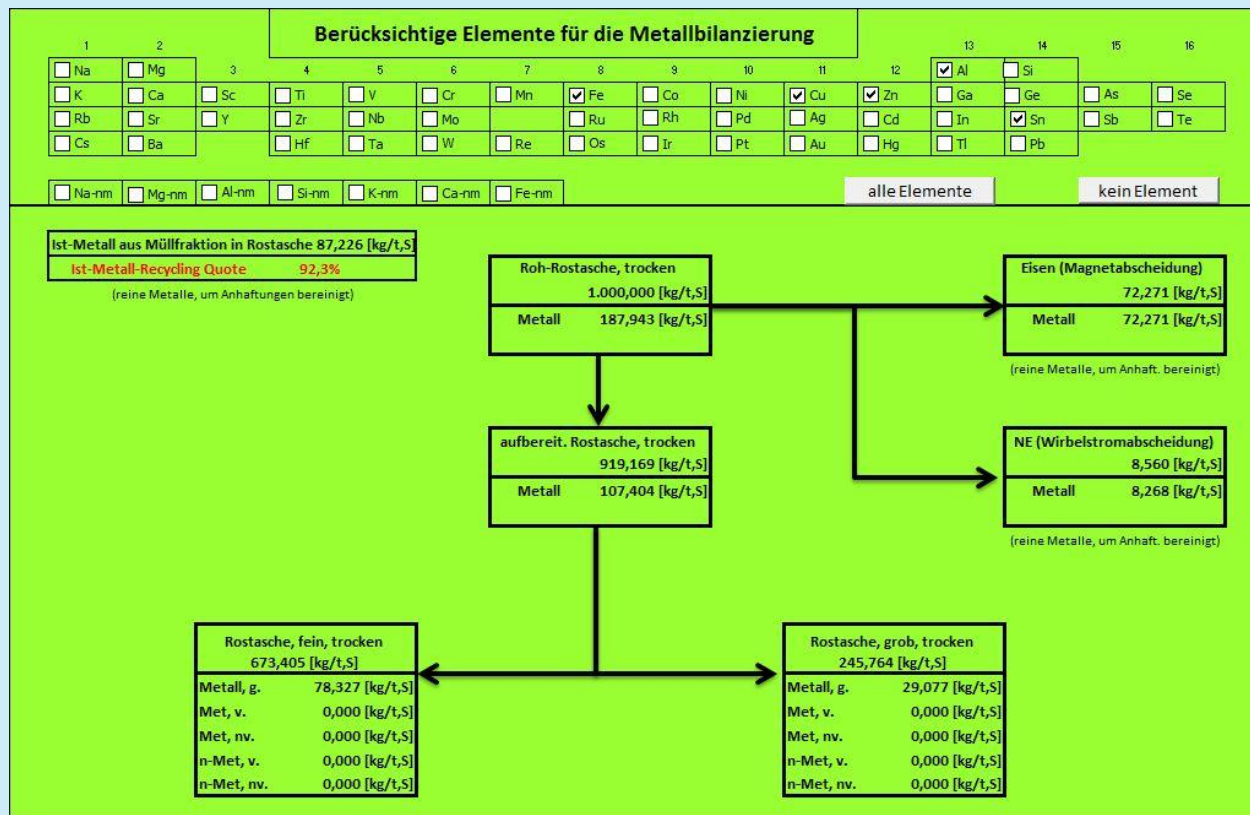 Berücksichtige Elemente für die Metallbilanzierung
1 2 13 14 15 16
Na Mg 3 4 5 6 7 8 9 10 11 12 Al Si
K Ca Sc Ti V Cr Mn Fe Co Ni Cu Zn Ga Ge As Se
Rb Sr Y Zr Nb Mo Ru Rh Pd Ag Cd In Sn Sb Te
Cs Ba Hf Ta W Re Os Ir Pt Au Hg Tl Pb
Na-nm Mg-nm Al-nm Si-nm K-nm Ca-nm Fe-nm alle Elemente kein Element
Ist-Metall aus Müllfraktion in Rostasche 87,226 [kg/t,S]
Ist-Metall-Recycling Quote 92,3%
(reine Metalle, um Anhaftungen bereinigt)
Roh-Rostasche, trocken
1.000,000 [kg/t,S]
Metall 187,943 [kg/t,S]
Eisen (Magnetabscheidung)
72,271 [kg/t,S]
Metall 72,271 [kg/t,S]
(reine Metalle, um Anhaft. bereinigt)
aufbereit. Rostasche, trocken
919,169 [kg/t,S]
Metall 107,404 [kg/t,S]
NE (Wirbelstromabscheidung)
8,560 [kg/t,S]
Metall 8,268 [kg/t,S]
(reine Metalle, um Anhaft. bereinigt)
Rostasche, fein, trocken
673,405 [kg/t,S]
Metall, g. 78,327 [kg/t,S]
Met, v. 0,000 [kg/t,S]
Met, nv. 0,000 [kg/t,S]
n-Met, v. 0,000 [kg/t,S]
n-Met, nv. 0,000 [kg/t,S]
Rostasche, grob, trocken
245,764 [kg/t,S]
Metall, g. 29,077 [kg/t,S]
Met, v. 0,000 [kg/t,S]
Met, nv. 0,000 [kg/t,S]
n-Met, v. 0,000 [kg/t,S]
n-Met, nv. 0,000 [kg/t,S]